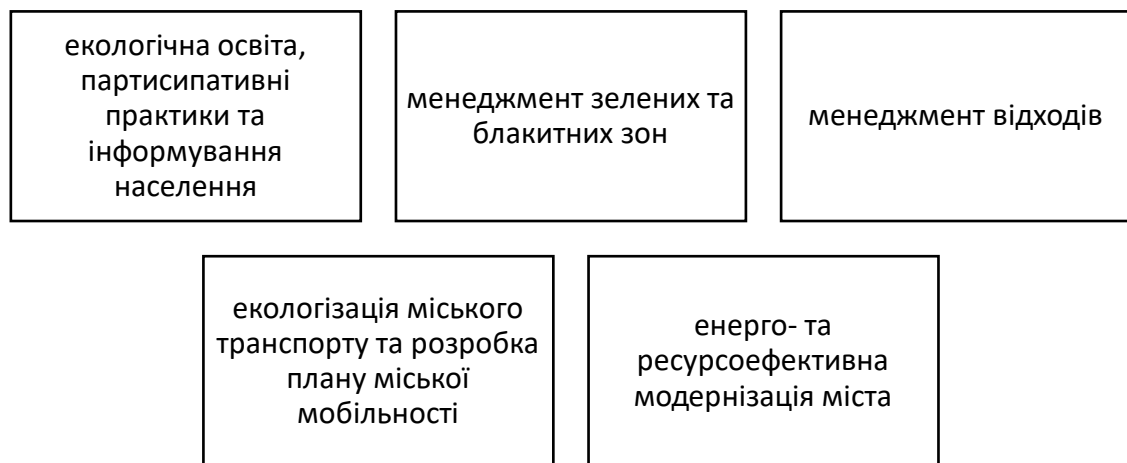 екологічна освіта,
партисипативні
практики та
інформування
населення
менеджмент зелених та
блакитних зон
менеджмент відходів
екологізація міського
транспорту та розробка
плану міської
мобільності
енерго- та
ресурсоефективна
модернізація міста